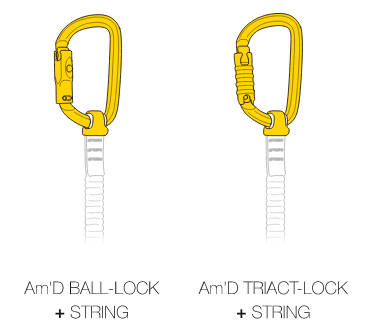 Am'D BALL-LOCK
+ STRING
Am'D TRIACT-LOCK
+ STRING